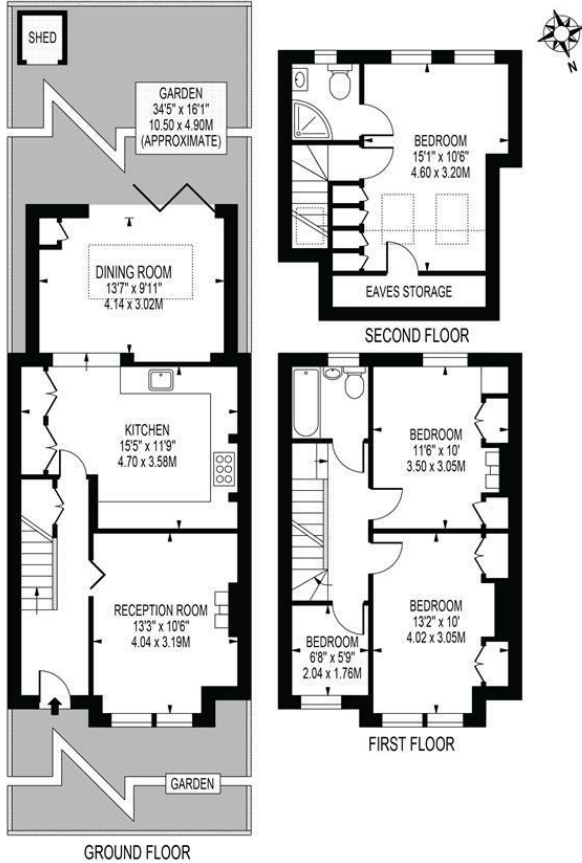 SHED
GARDEN
34'5" x 16'1"
10.50 x 4.90M
(APPROXIMATE)
DINING ROOM
13'7" x 9'11"
4.14 x 3.02M
KITCHEN
15'5" x 11'9"
4.70 x 3.58M
RECEPTION ROOM
13'3" x 10'6"
4.04 x 3.19M
GARDEN
GROUND FLOOR
N
BEDROOM
15'1" x 10'6"
4.60 x 3.20M
EAVES STORAGE
SECOND FLOOR
BEDROOM
11'6" x 10'
3.50 x 3.05M
BEDROOM
13'2" x 10'
4.02 x 3.05M
BEDROOM
6'8" x 5'9"
2.04 x 1.76M
FIRST FLOOR